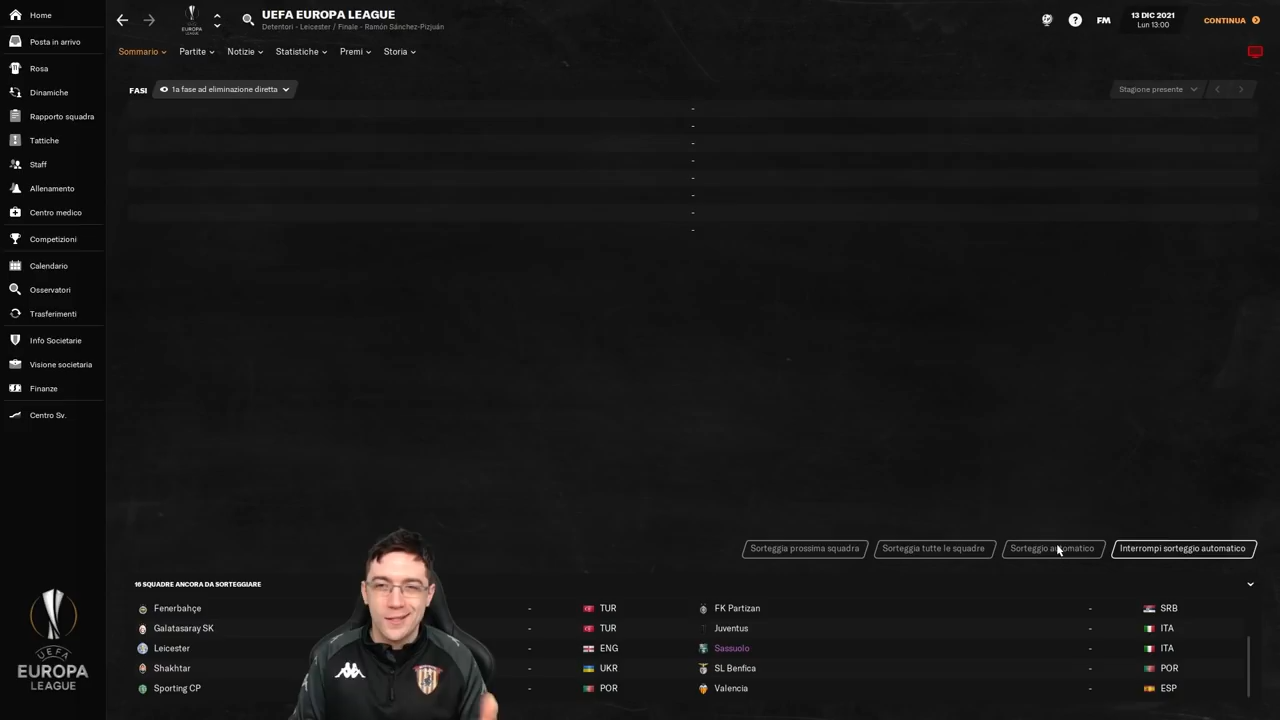 Home
Posta in arrivo
Rosa
Dinamiche
Rapporto squadra
Tattiche
Staff
Allenamento
Centro medico
Competizioni
Calendario
Osservatori
Trasferimenti
Info Societarie
Visione societaria
Finanze
Centro Sv.
UEFA EUROPA LEAGUE
Detentori - Leicester / Finale - Ramón Sánchez-Pizjuán
FM
13 DIC 2021
Lun 13:00
CONTINUA
Sommario
Partite
Notizie
Statistiche
Premi
Storia
FASI
1a fase ad eliminazione diretta
Stagione presente
-
-
-
-
-
-
-
-
Sorteggia prossima squadra
Sorteggia tutte le squadre
Sorteggio automatico
Interrompi sorteggio automatico
16 SQUADRE ANCORA DA SORTEGGIARE
Fenerbahçe - TUR FK Partizan - SRB
Galatasaray SK - TUR Juventus - ITA
Leicester - ENG Sassuolo - ITA
Shakhtar - UKR SL Benfica - POR
Sporting CP - POR Valencia - ESP
UEFA
EUROPA
LEAGUE